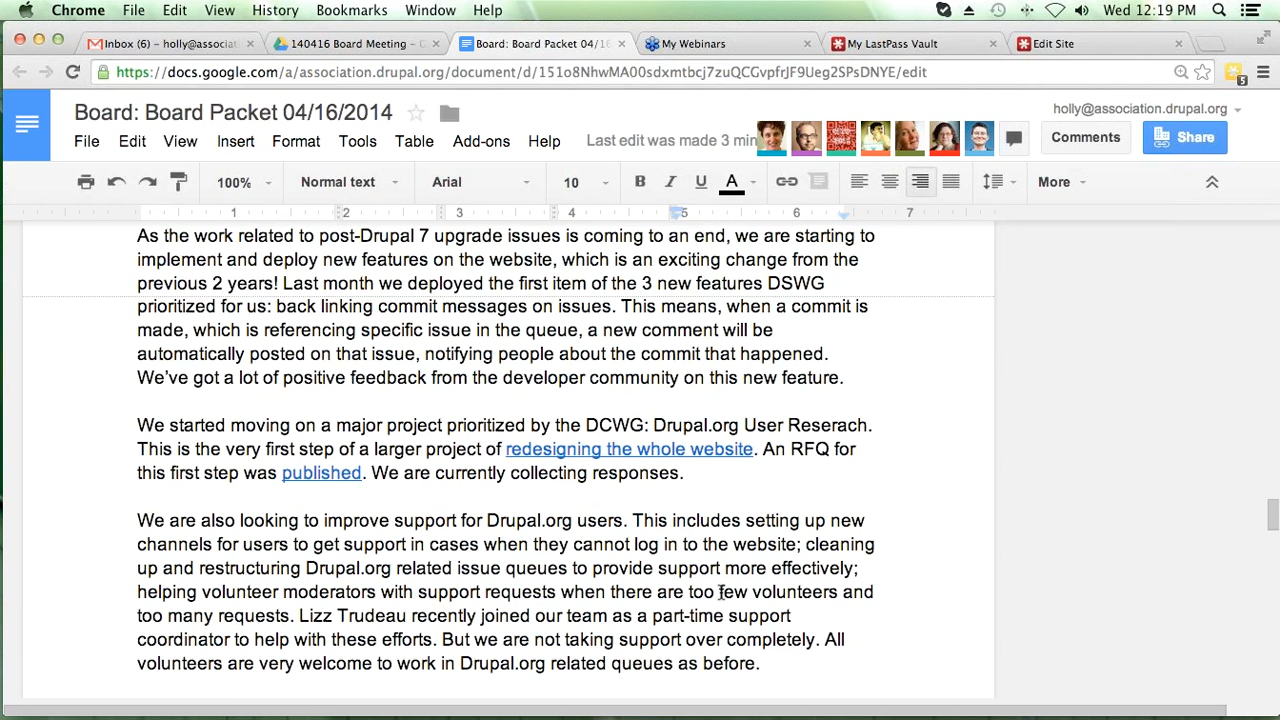 Chrome File Edit View History Bookmarks Window Help Wed 12:19 PM
Inbox (6) – holly@associat 140416 Board Meeting – Board: Board Packet 04/16 My Webinars My LastPass Vault Edit Site
https://docs.google.com/a/association.drupal.org/document/d/151o8NhwMA00sdxmtbcj7zuQCGvpfrJF9Ueg2SPsDNYE/edit
5
Board: Board Packet 04/16/2014 holly@association.drupal.org
File Edit View Insert Format Tools Table Add-ons Help Last edit was made 3 min Comments Share
100% Normal text Arial 10 B I U A More
1 2 3 4 5 6 7
As the work related to post-Drupal 7 upgrade issues is coming to an end, we are starting to
implement and deploy new features on the website, which is an exciting change from the
previous 2 years! Last month we deployed the first item of the 3 new features DSWG
prioritized for us: back linking commit messages on issues. This means, when a commit is
made, which is referencing specific issue in the queue, a new comment will be
automatically posted on that issue, notifying people about the commit that happened.
We've got a lot of positive feedback from the developer community on this new feature.
We started moving on a major project prioritized by the DCWG: Drupal.org User Reserach.
This is the very first step of a larger project of redesigning the whole website. An RFQ for
this first step was published. We are currently collecting responses.
We are also looking to improve support for Drupal.org users. This includes setting up new
channels for users to get support in cases when they cannot log in to the website; cleaning
up and restructuring Drupal.org related issue queues to provide support more effectively;
helping volunteer moderators with support requests when there are too few volunteers and
too many requests. Lizz Trudeau recently joined our team as a part-time support
coordinator to help with these efforts. But we are not taking support over completely. All
volunteers are very welcome to work in Drupal.org related queues as before.